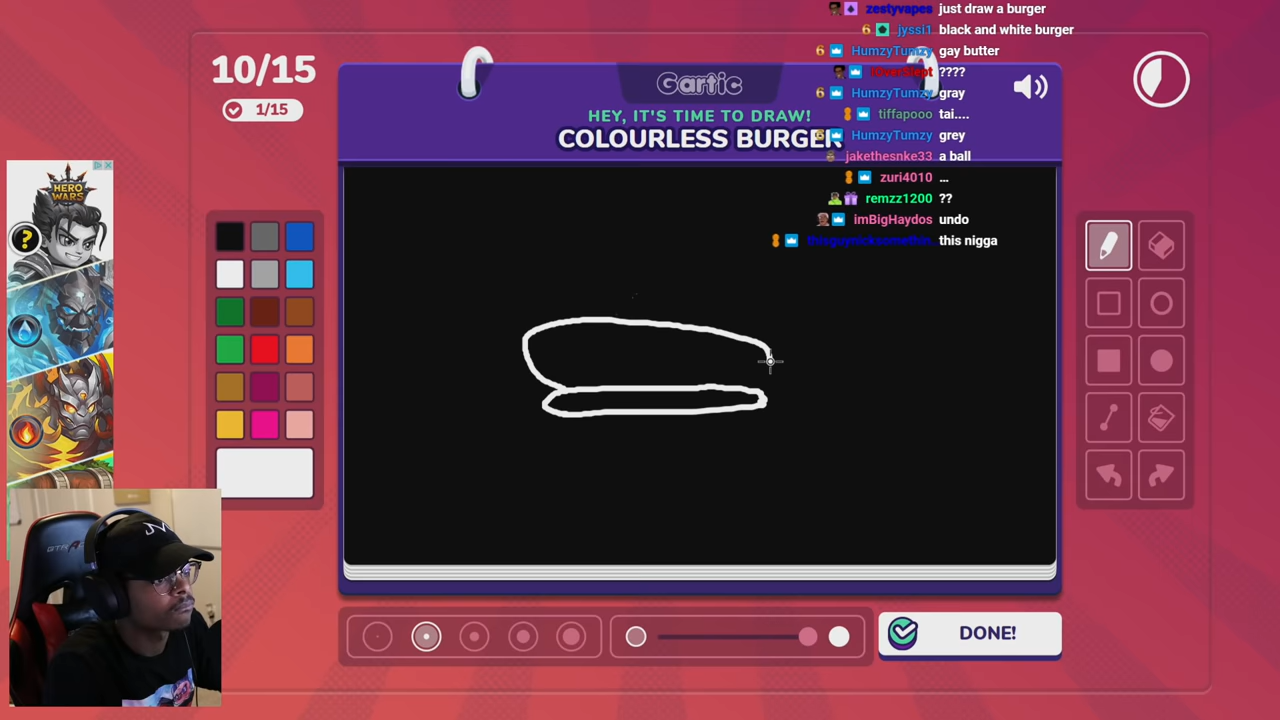 10/15
1/15
Gartic
HEY, IT'S TIME TO DRAW!
COLOURLESS BURGER
zestyvapes just draw a burger
jyssi1 black and white burger
HumzyTumzy gay butter
ICverStept ????
HumzyTumzy gray
tiffapooo tai....
HumzyTumzy grey
jakethesnke33 a ball
zuri4010 ...
remzz1200 ??
imBigHaydos undo
thisguynicksomethin.. this nigga
HERO WARS
?
DONE!